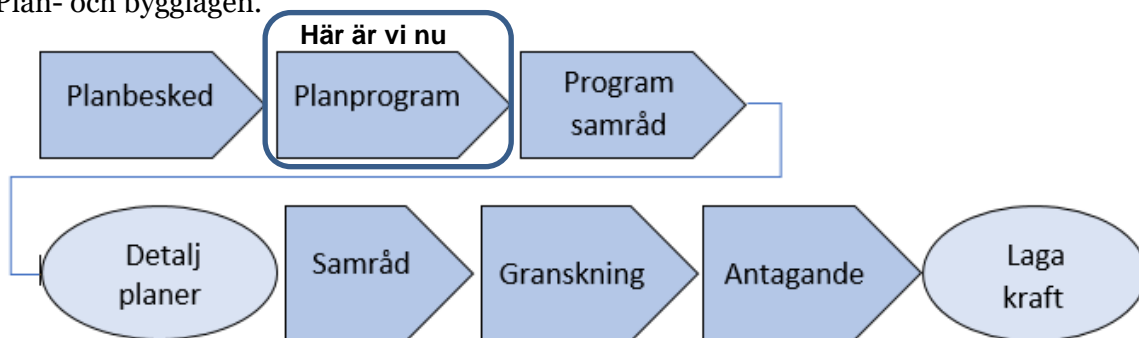 Plan- och bygglagen.
Här är vi nu
Planbesked
Planprogram
Program
samråd
Detalj
planer
Samråd
Granskning
Antagande
Laga
kraft